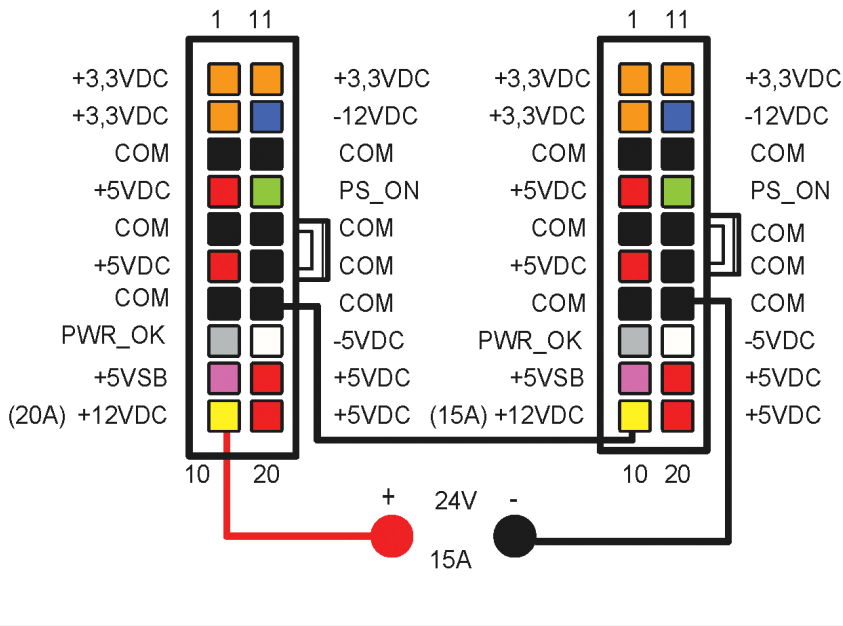 1 11 1 11
+3,3VDC +3,3VDC +3,3VDC +3,3VDC
+3,3VDC -12VDC +3,3VDC -12VDC
COM COM COM COM
+5VDC PS_ON +5VDC PS_ON
COM COM COM COM
+5VDC COM +5VDC COM
COM COM COM COM
PWR_OK -5VDC PWR_OK -5VDC
+5VSB +5VDC +5VSB +5VDC
(20A) +12VDC +5VDC (15A) +12VDC +5VDC
10 20 10 20
+ 24V -
15A